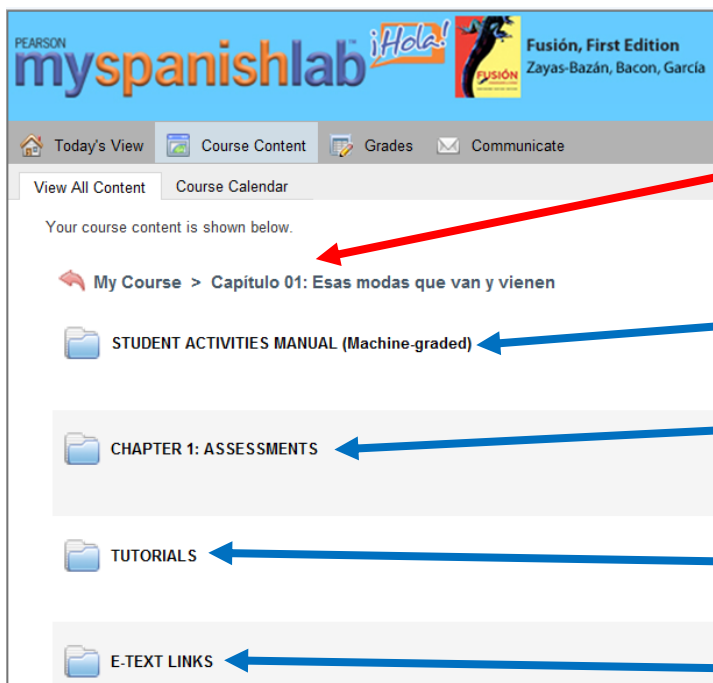 PEARSON
myspanishlab
¡Hola!
FUSIÓN
Fusión, First Edition
Zayas-Bazán, Bacon, García
Today's View
Course Content
Grades
Communicate
View All Content
Course Calendar
Your course content is shown below.
My Course > Capítulo 01: Esas modas que van y vienen
STUDENT ACTIVITIES MANUAL (Machine-graded)
CHAPTER 1: ASSESSMENTS
TUTORIALS
E-TEXT LINKS